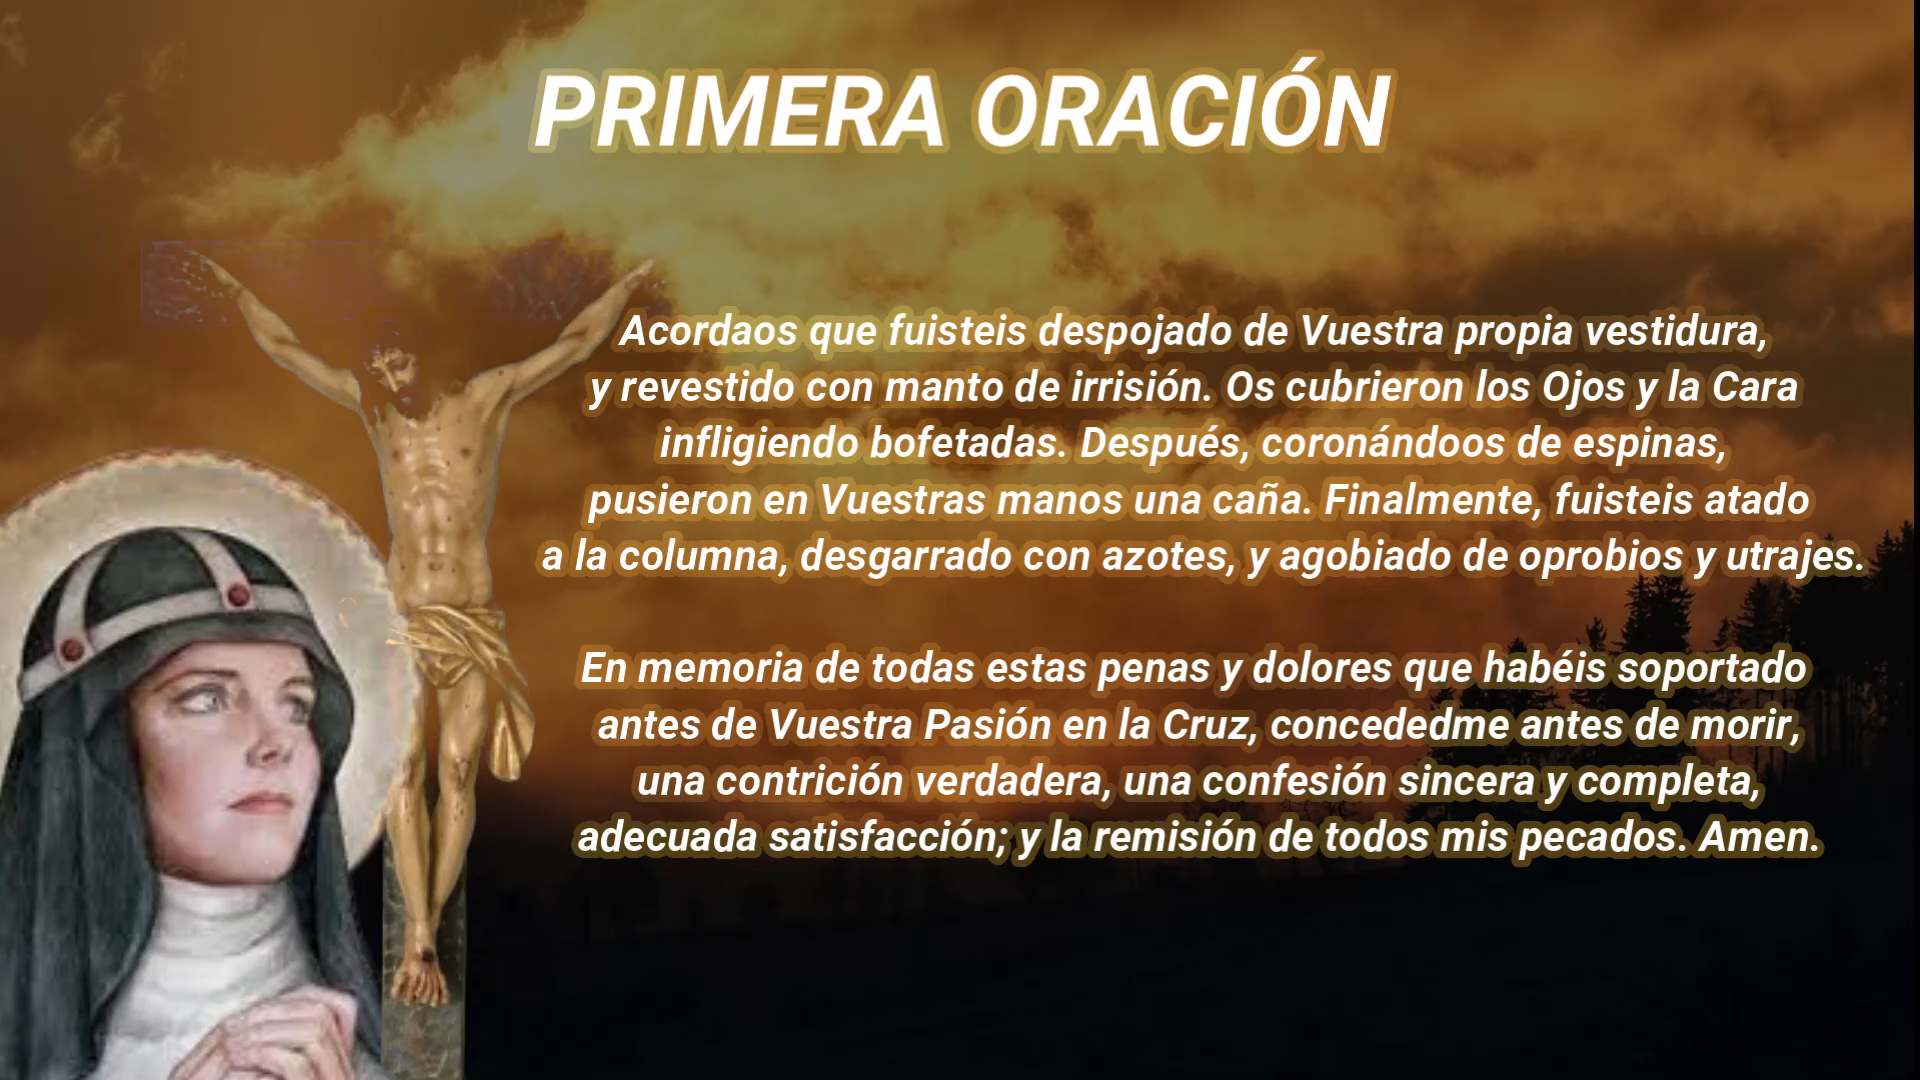 PRIMERA ORACIÓN
Acordaos que fuisteis despojado de Vuestra propia vestidura,
y revestido con manto de irrisión. Os cubrieron los Ojos y la Cara
infligiendo bofetadas. Después, coronándoos de espinas,
pusieron en Vuestras manos una caña. Finalmente, fuisteis atado
a la columna, desgarrado con azotes, y agobiado de oprobios y utrajes.
En memoria de todas estas penas y dolores que habéis soportado
antes de Vuestra Pasión en la Cruz, concededme antes de morir,
una contrición verdadera, una confesión sincera y completa,
adecuada satisfacción; y la remisión de todos mis pecados. Amen.